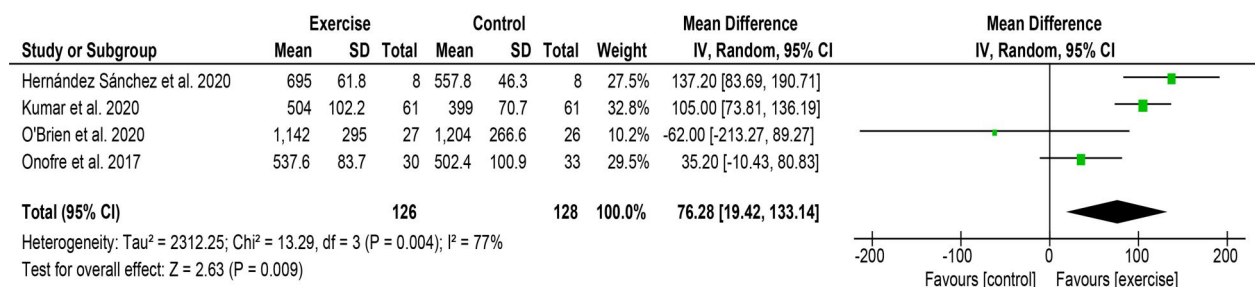 Exercise Control Mean Difference Mean Difference
Study or Subgroup Mean SD Total Mean SD Total Weight IV, Random, 95% CI IV, Random, 95% CI
Hernández Sánchez et al. 2020 695 61.8 8 557.8 46.3 8 27.5% 137.20 [83.69, 190.71]
Kumar et al. 2020 504 102.2 61 399 70.7 61 32.8% 105.00 [73.81, 136.19]
O'Brien et al. 2020 1,142 295 27 1,204 266.6 26 10.2% -62.00 [-213.27, 89.27]
Onofre et al. 2017 537.6 83.7 30 502.4 100.9 33 29.5% 35.20 [-10.43, 80.83]
Total (95% CI) 126 128 100.0% 76.28 [19.42, 133.14]
Heterogeneity: Tau² = 2312.25; Chi² = 13.29, df = 3 (P = 0.004); I² = 77%
Test for overall effect: Z = 2.63 (P = 0.009)
-200 -100 0 100 200
Favours [control] Favours [exercise]